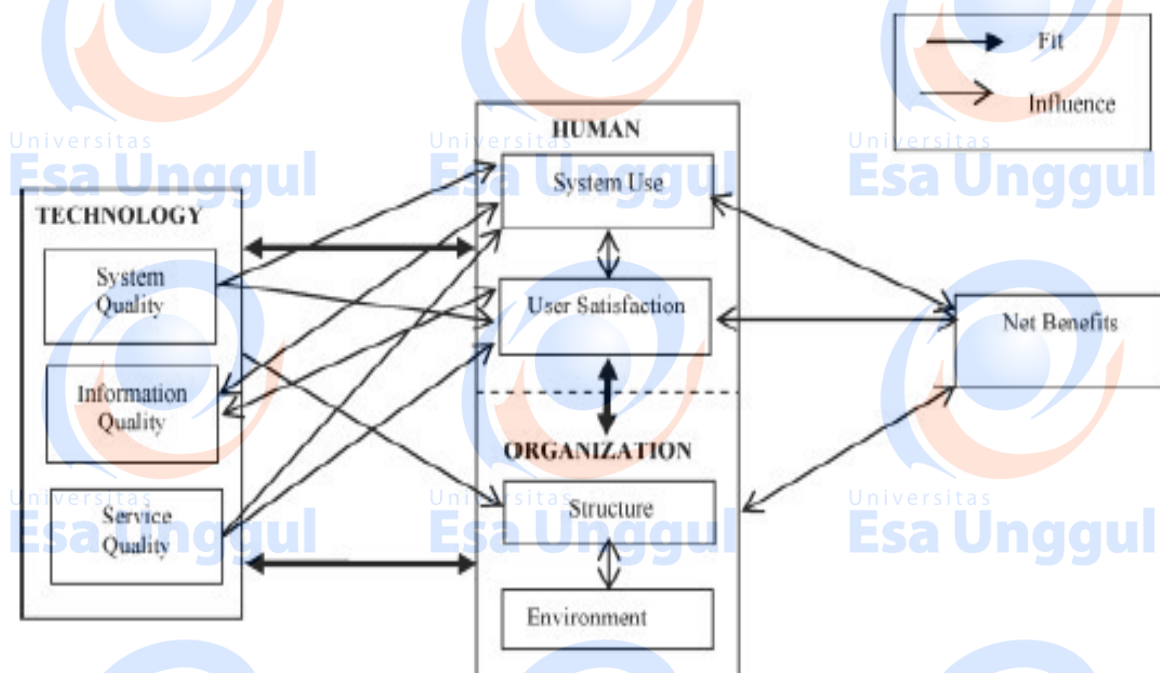 Fit
Influence
HUMAN
System Use
User Satisfaction
ORGANIZATION
Structure
Environment
TECHNOLOGY
System
Quality
Information
Quality
Service
Quality
Net Benefits
Universitas
Esa Unggul
Universitas
Esa Unggul
Universitas
Esa Unggul
Universitas
Esa Unggul
Universitas
Esa Unggul
Universitas
Esa Unggul